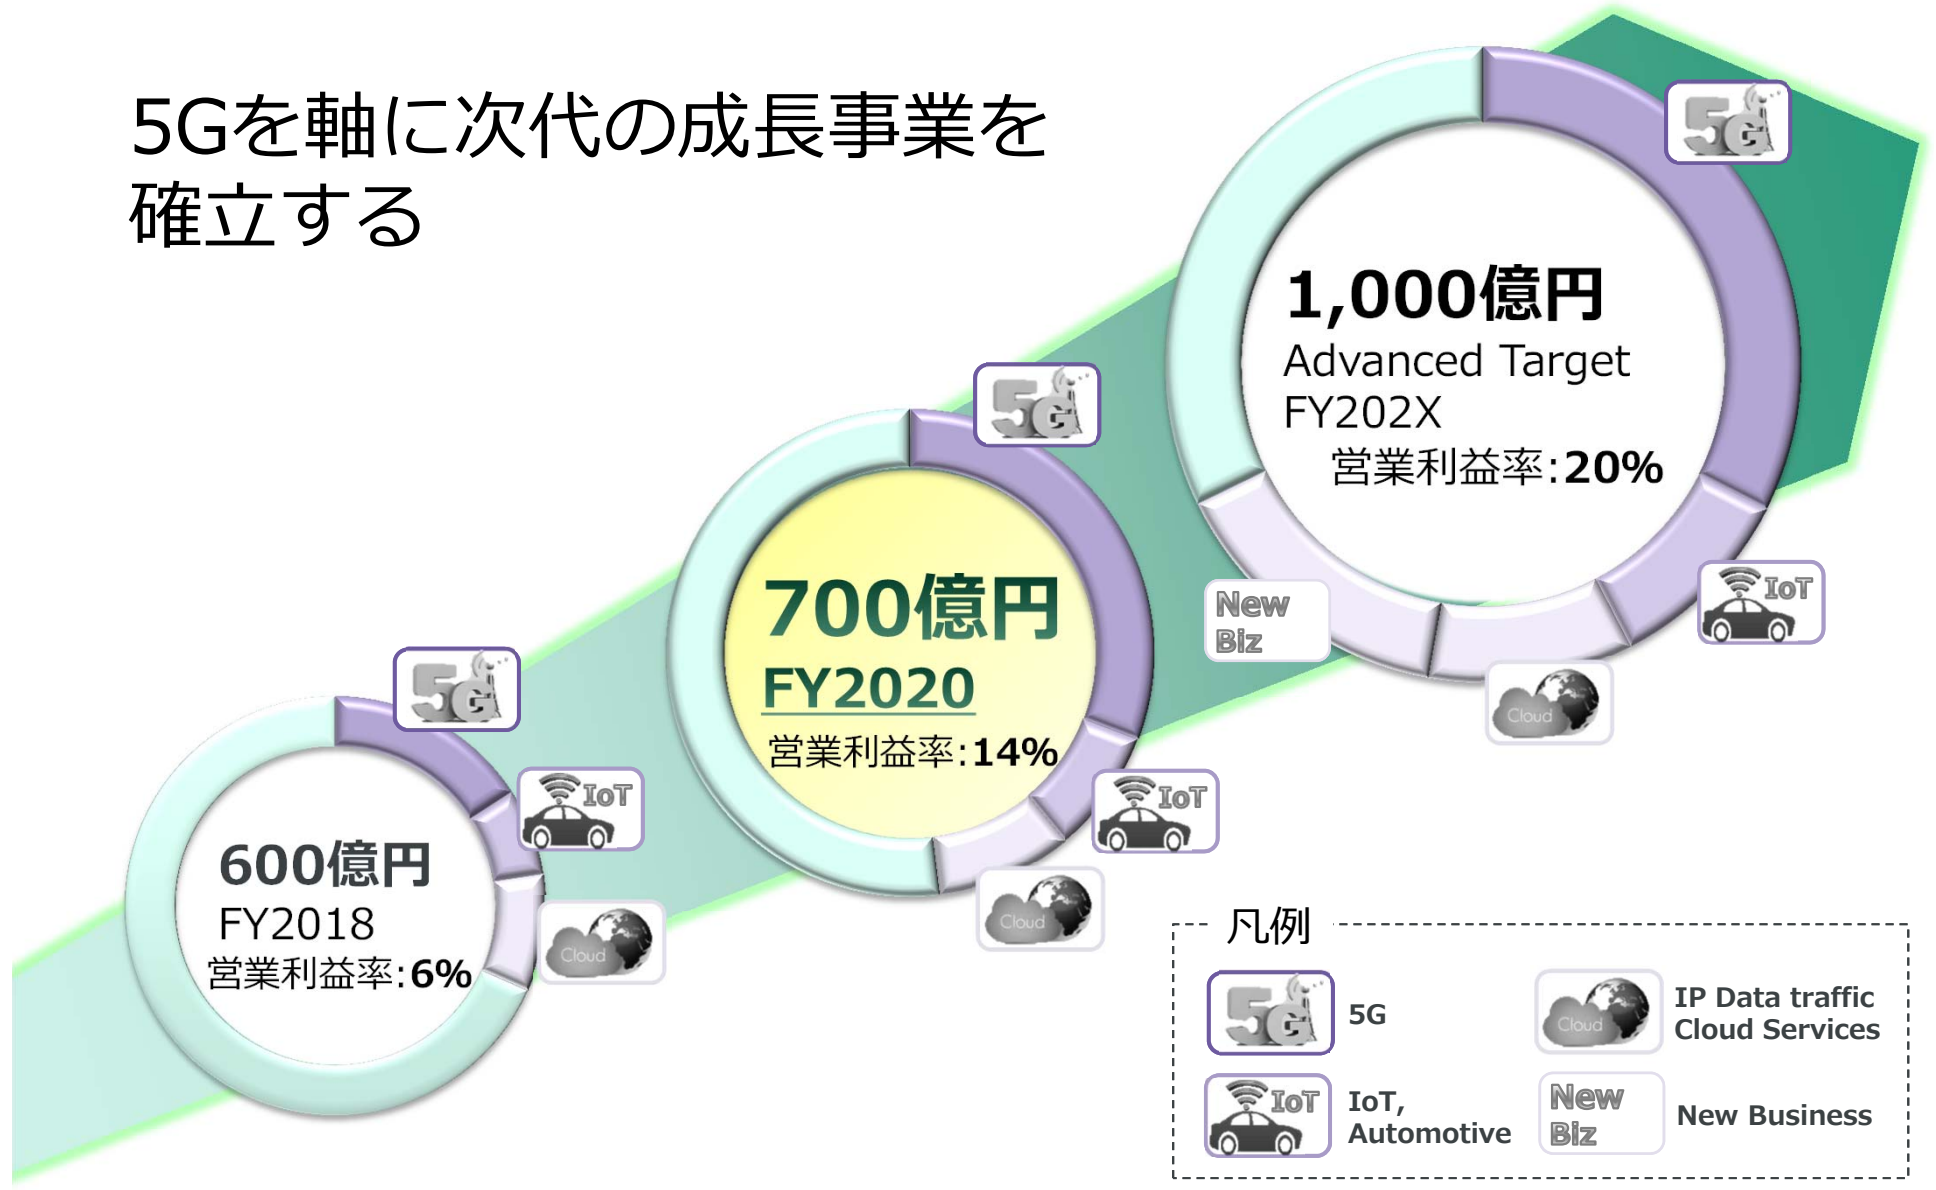 5Gを軸に次代の成長事業を
確立する
5G
1,000億円
Advanced Target
FY202X
営業利益率:20%
IoT
Cloud
New
Biz
5G
700億円
FY2020
営業利益率:14%
IoT
Cloud
5G
600億円
FY2018
営業利益率:6%
IoT
Cloud
凡例
5G
5G
Cloud
IP Data traffic
Cloud Services
IoT
IoT,
Automotive
New
Biz
New Business